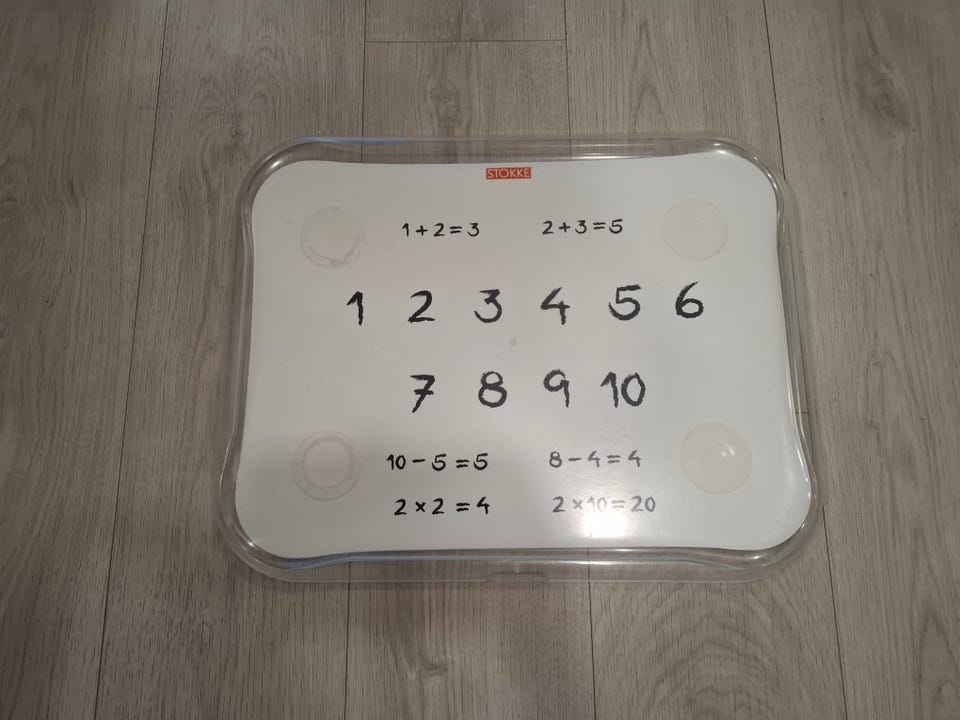 STOKKE
1+2=3 2+3=5
1 2 3 4 5 6
7 8 9 10
10-5=5 8-4=4
2×2=4 2×10=20